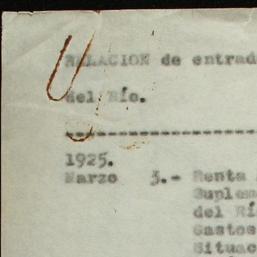 RELACION de entrad
del Río.
1925.
Marzo 3.- Renta
Suplem
del Rí
Gastos
Situac